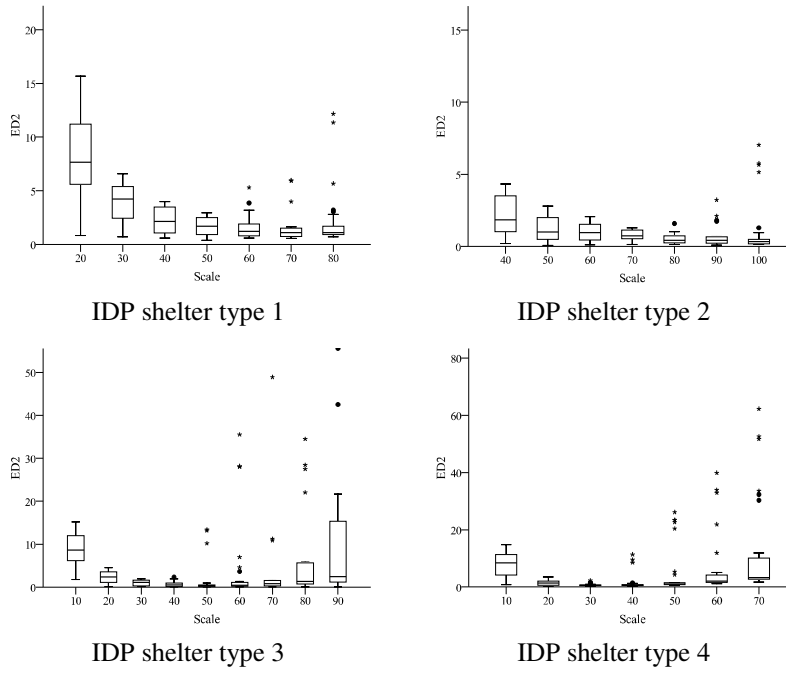 20
15
10
5
0
ED2
20 30 40 50 60 70 80
Scale
IDP shelter type 1
15
10
5
0
ED2
40 50 60 70 80 90 100
Scale
IDP shelter type 2
50
40
30
20
10
0
ED2
10 20 30 40 50 60 70 80 90
Scale
IDP shelter type 3
80
60
40
20
0
ED2
10 20 30 40 50 60 70
Scale
IDP shelter type 4